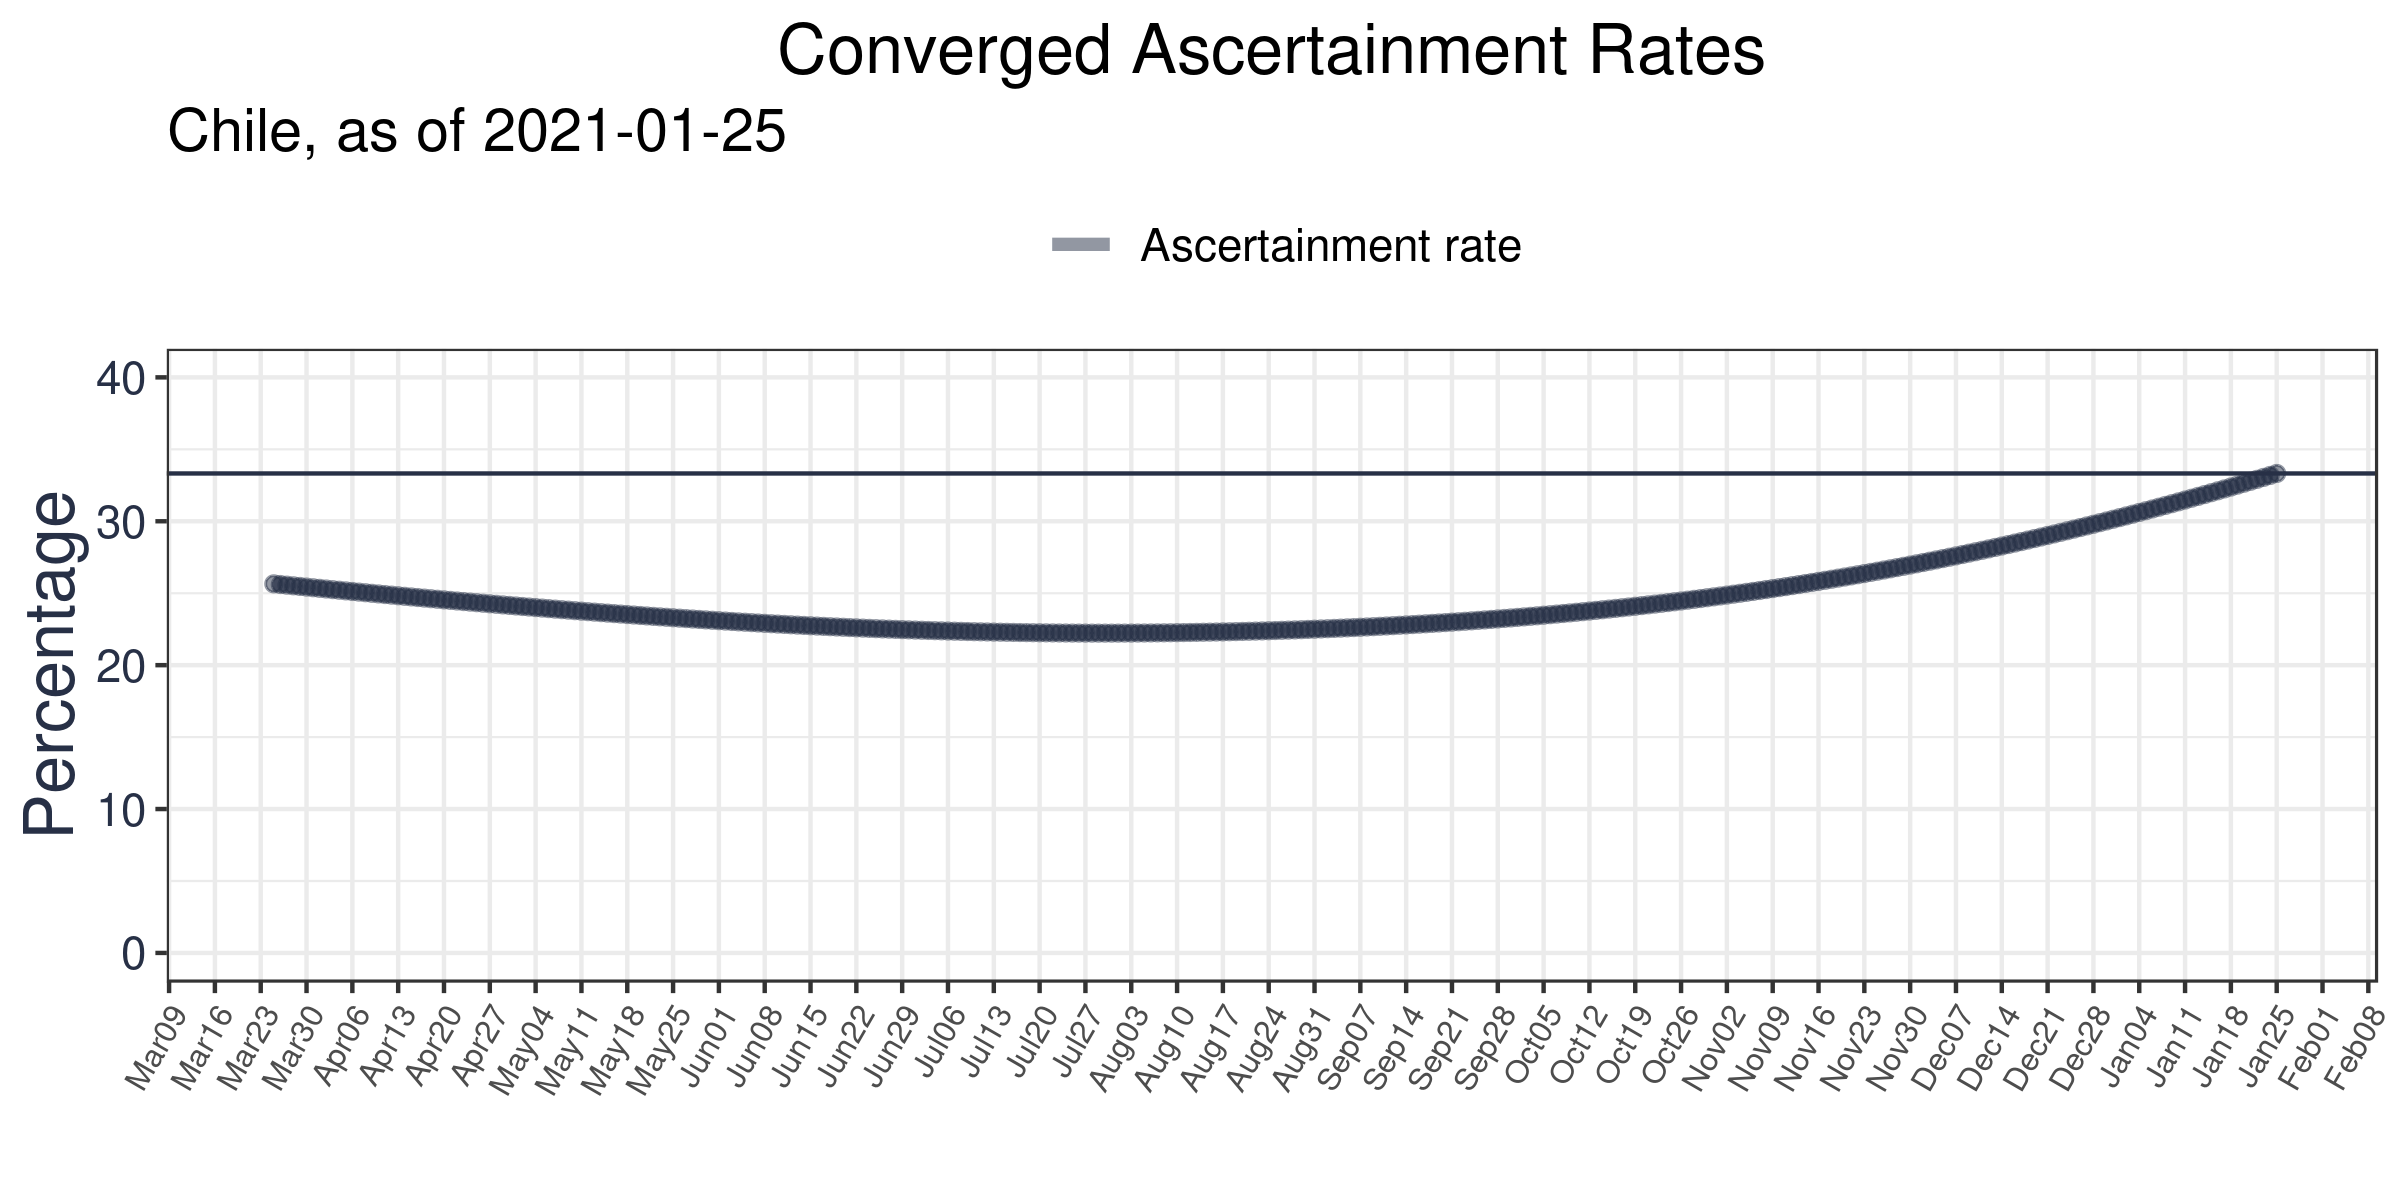 Converged Ascertainment Rates
Chile, as of 2021-01-25
Ascertainment rate
Percentage
40
30
20
10
0
Mar09 Mar16 Mar23 Mar30 Apr06 Apr13 Apr20 Apr27 May04 May11 May18 May25 Jun01 Jun08 Jun15 Jun22 Jun29 Jul06 Jul13 Jul20 Jul27 Aug03 Aug10 Aug17 Aug24 Aug31 Sep07 Sep14 Sep21 Sep28 Oct05 Oct12 Oct19 Oct26 Nov02 Nov09 Nov16 Nov23 Nov30 Dec07 Dec14 Dec21 Dec28 Jan04 Jan11 Jan18 Jan25 Feb01 Feb08